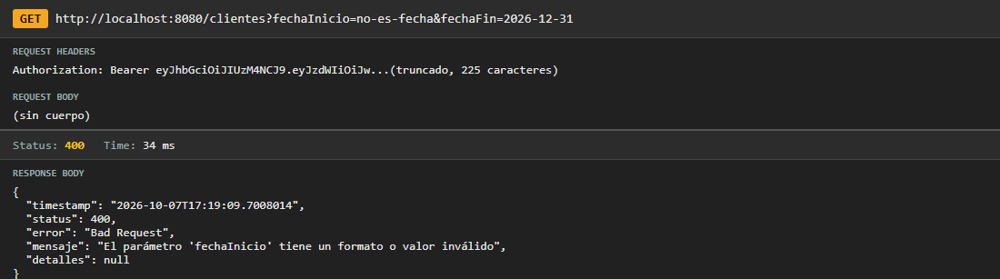 GET http://localhost:8080/clientes?fechaInicio=no-es-fecha&fechaFin=2026-12-31
REQUEST HEADERS
Authorization: Bearer eyJhbGciOiJIUzM4NCJ9.eyJzdWIiOiJw...(truncado, 225 caracteres)
REQUEST BODY
(sin cuerpo)
Status: 400 Time: 34 ms
RESPONSE BODY
{
"timestamp": "2026-10-07T17:19:09.7008014",
"status": 400,
"error": "Bad Request",
"mensaje": "El parámetro 'fechaInicio' tiene un formato o valor inválido",
"detalles": null
}